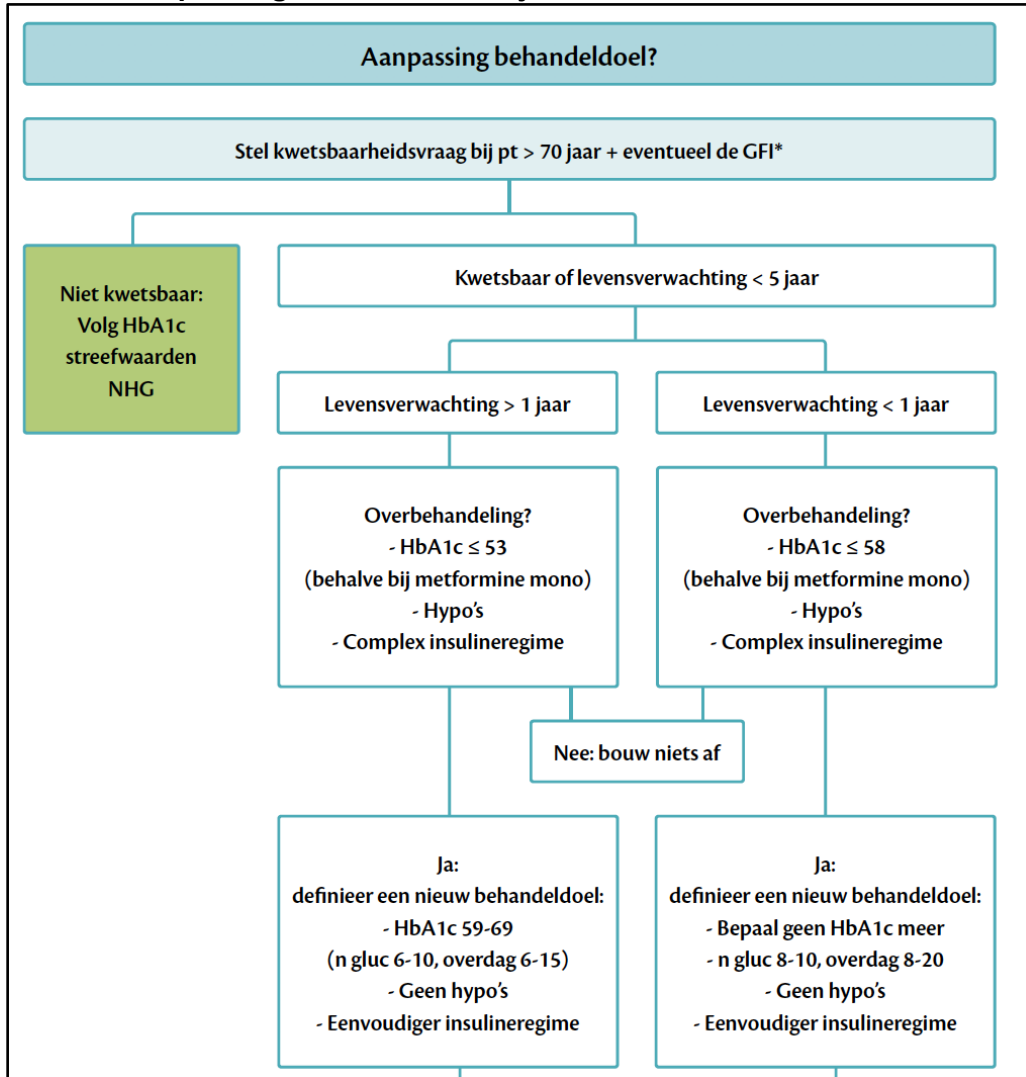 Aanpassing behandeldoel?
Stel kwetsbaarheidsvraag bij pt > 70 jaar + eventueel de GFI*
Niet kwetsbaar:
Volg HbA1c
streefwaarden
NHG
Kwetsbaar of levensverwachting < 5 jaar
Levensverwachting > 1 jaar
Levensverwachting < 1 jaar
Overbehandeling?
- HbA1c ≤ 53
(behalve bij metformine mono)
- Hypo's
- Complex insulineregime
Overbehandeling?
- HbA1c ≤ 58
(behalve bij metformine mono)
- Hypo's
- Complex insulineregime
Nee: bouw niets af
Ja:
definieer een nieuw behandeldoel:
- HbA1c 59-69
(n gluc 6-10, overdag 6-15)
- Geen hypo's
- Eenvoudiger insulineregime
Ja:
definieer een nieuw behandeldoel:
- Bepaal geen HbA1c meer
- n gluc 8-10, overdag 8-20
- Geen hypo's
- Eenvoudiger insulineregime